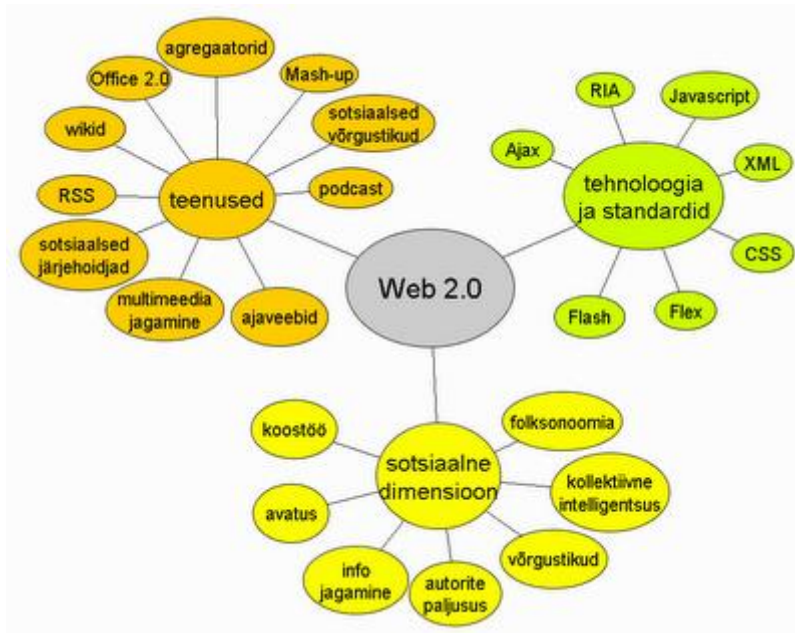 agregaatorid
Office 2.0
Mash-up
sotsiaalsed
võrgustikud
wikid
RSS
teenused
podcast
sotsiaalsed
järjehoidjad
multimeedia
jagamine
ajaveebid
RIA
Javascript
Ajax
XML
tehnoloogia
ja standardid
CSS
Flash
Flex
Web 2.0
koostöö
folksonoomia
sotsiaalne
dimensioon
kollektiivne
intelligentsus
avatus
võrgustikud
info
jagamine
autorite
paljusus